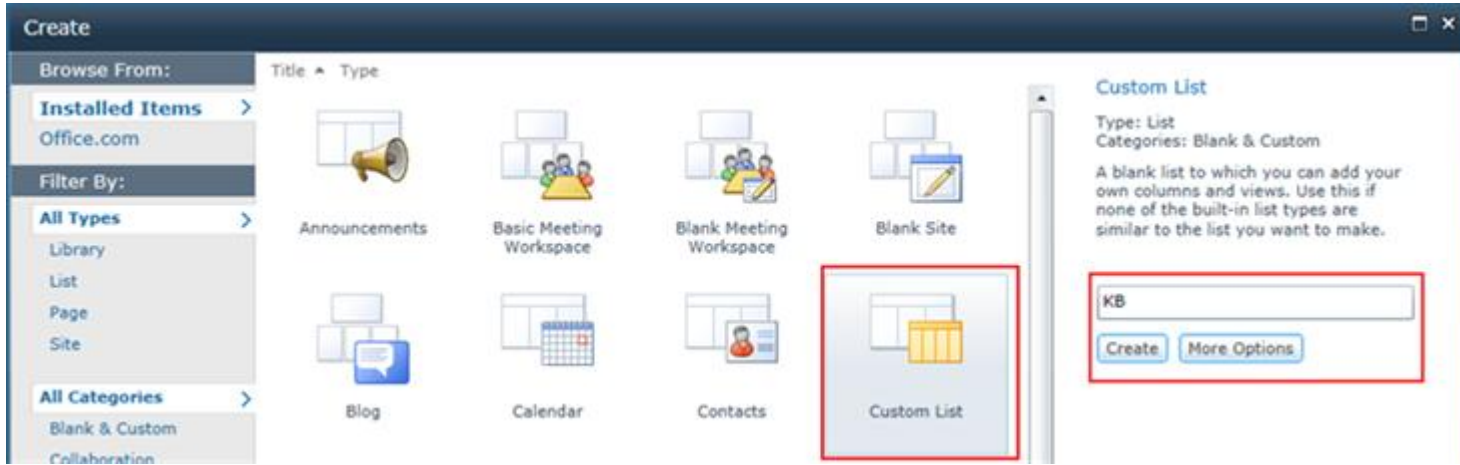 Create
Browse From:
Installed Items
Office.com
Filter By:
All Types
Library
List
Page
Site
All Categories
Blank & Custom
Collaboration
Title Type
Announcements
Basic Meeting
Workspace
Blank Meeting
Workspace
Blank Site
Blog
Calendar
Contacts
Custom List
Custom List
Type: List
Categories: Blank & Custom
A blank list to which you can add your
own columns and views. Use this if
none of the built-in list types are
similar to the list you want to make.
KB
Create More Options